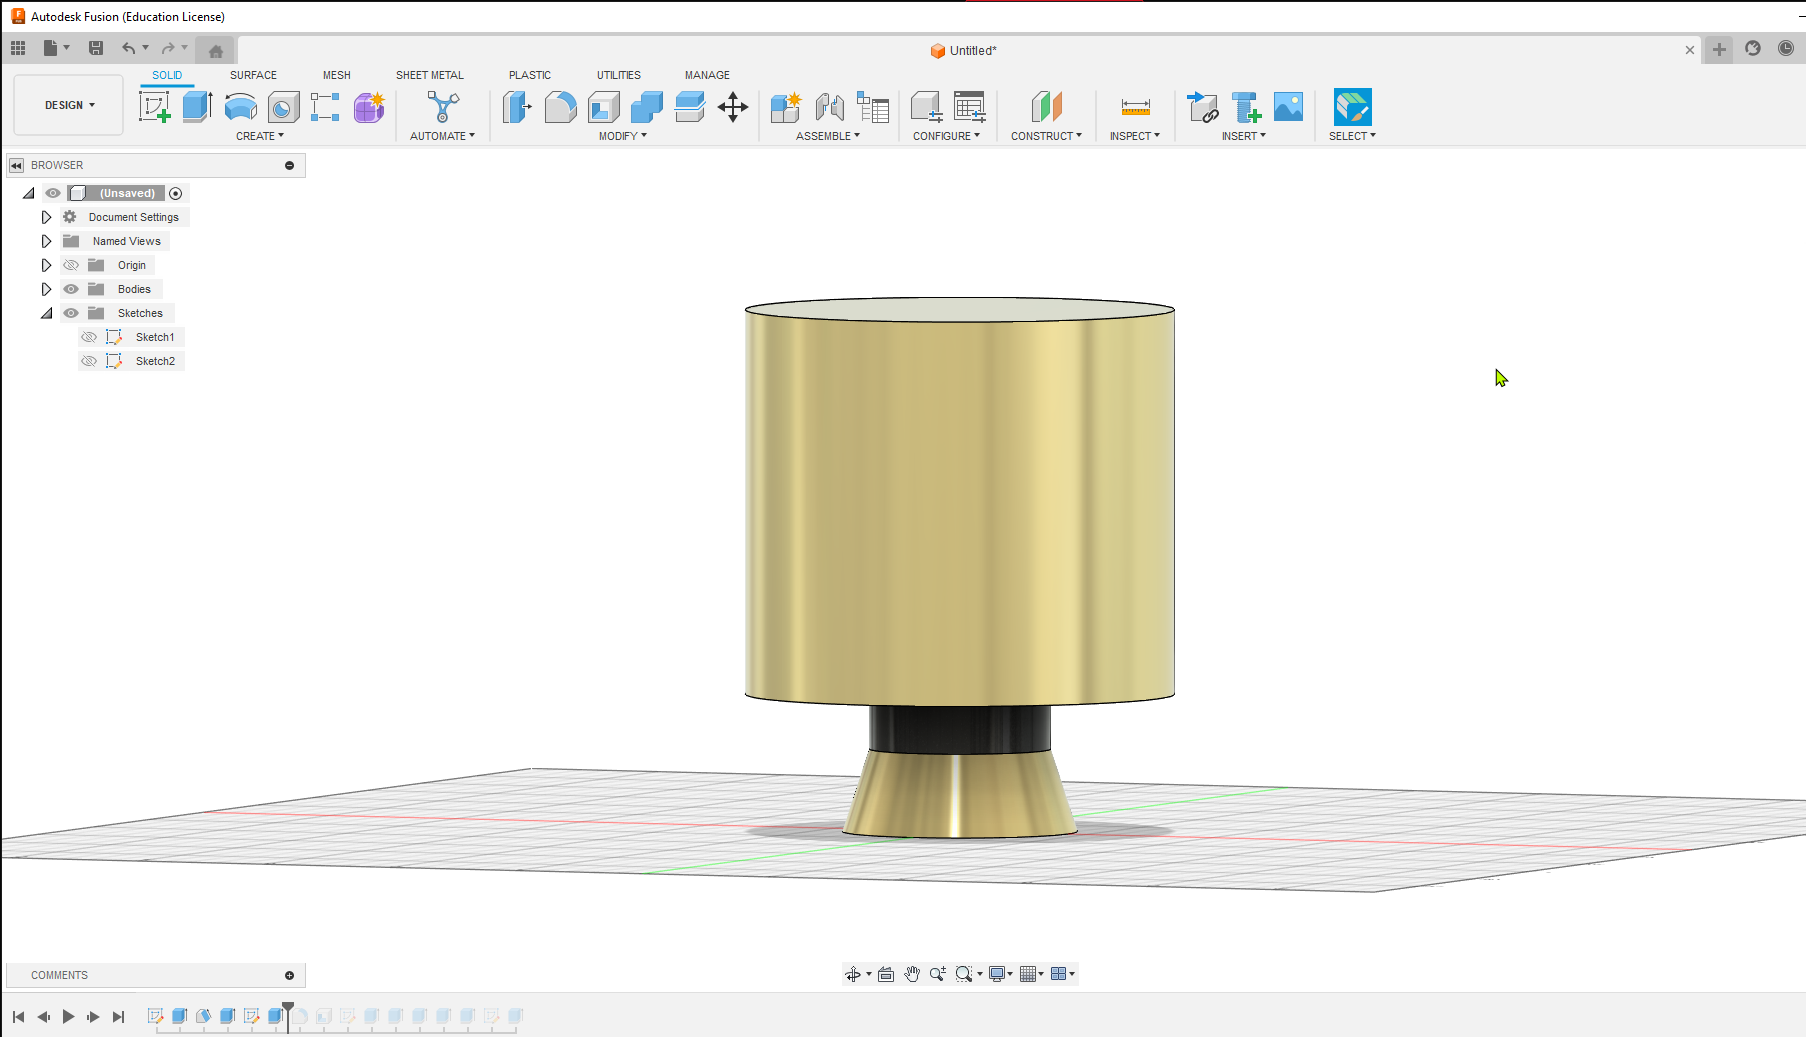 Autodesk Fusion (Education License)
Untitled*
SOLID SURFACE MESH SHEET METAL PLASTIC UTILITIES MANAGE
DESIGN
CREATE AUTOMATE MODIFY ASSEMBLE CONFIGURE CONSTRUCT INSPECT INSERT SELECT
BROWSER
(Unsaved)
Document Settings
Named Views
Origin
Bodies
Sketches
Sketch1
Sketch2
COMMENTS